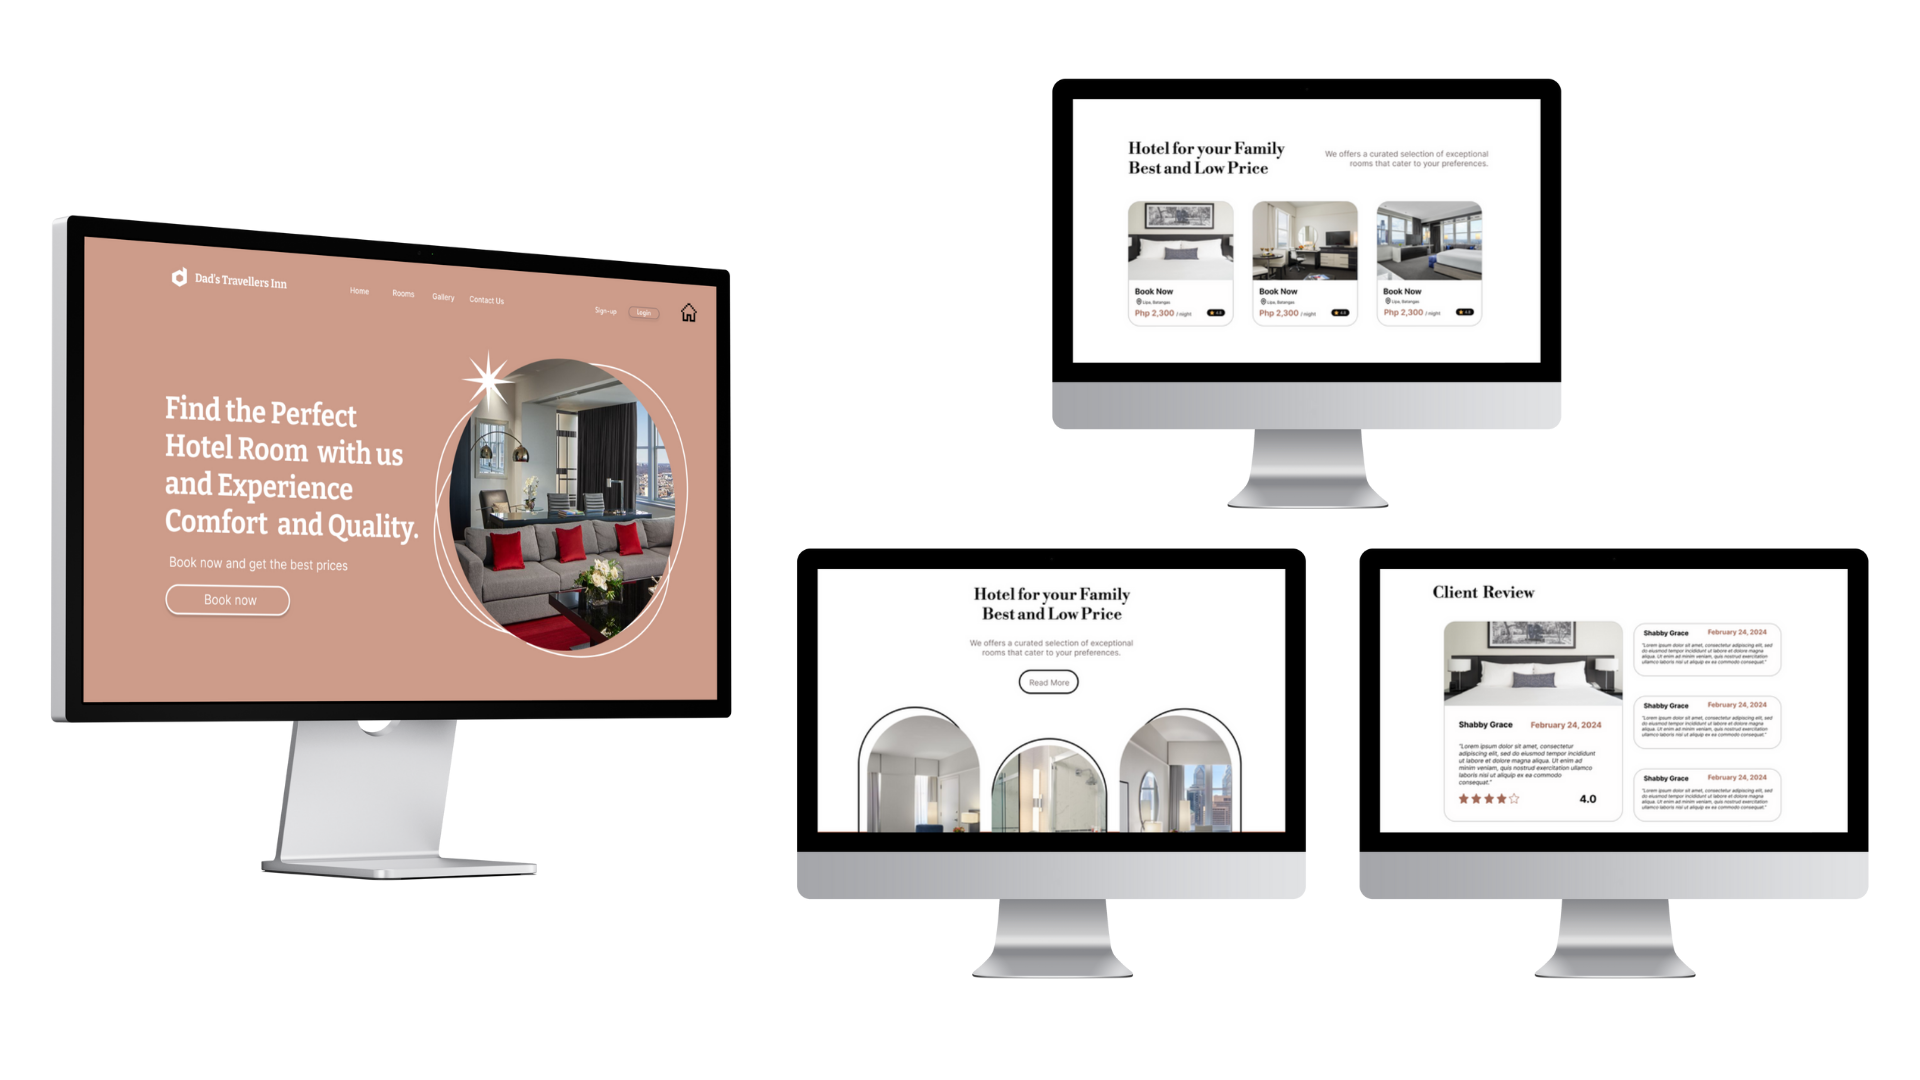 Dad's Travellers Inn
Home
Rooms
Gallery
Contact Us
Sign-up
Login
Find the Perfect
Hotel Room with us
and Experience
Comfort and Quality.
Book now and get the best prices
Book now
Hotel for your Family
Best and Low Price
We offers a curated selection of exceptional
rooms that cater to your preferences.
Book Now
Lipa, Batangas
Php 2,300 / night
4.8
Book Now
Lipa, Batangas
Php 2,300 / night
4.8
Book Now
Lipa, Batangas
Php 2,300 / night
4.8
Hotel for your Family
Best and Low Price
We offers a curated selection of exceptional
rooms that cater to your preferences.
Read More
Client Review
Shabby Grace February 24, 2024
"Lorem ipsum dolor sit amet, consectetur
adipiscing elit, sed do eiusmod tempor incididunt
ut labore et dolore magna aliqua. Ut enim ad
minim veniam, quis nostrud exercitation ullamco
laboris nisi ut aliquip ex ea commodo
consequat."
4.0
Shabby Grace February 24, 2024
"Lorem ipsum dolor sit amet, consectetur adipiscing elit, sed
do eiusmod tempor incididunt ut labore et dolore magna
aliqua. Ut enim ad minim veniam, quis nostrud exercitation
ullamco laboris nisi ut aliquip ex ea commodo consequat."
Shabby Grace February 24, 2024
"Lorem ipsum dolor sit amet, consectetur adipiscing elit, sed
do eiusmod tempor incididunt ut labore et dolore magna
aliqua. Ut enim ad minim veniam, quis nostrud exercitation
ullamco laboris nisi ut aliquip ex ea commodo consequat."
Shabby Grace February 24, 2024
"Lorem ipsum dolor sit amet, consectetur adipiscing elit, sed
do eiusmod tempor incididunt ut labore et dolore magna
aliqua. Ut enim ad minim veniam, quis nostrud exercitation
ullamco laboris nisi ut aliquip ex ea commodo consequat."